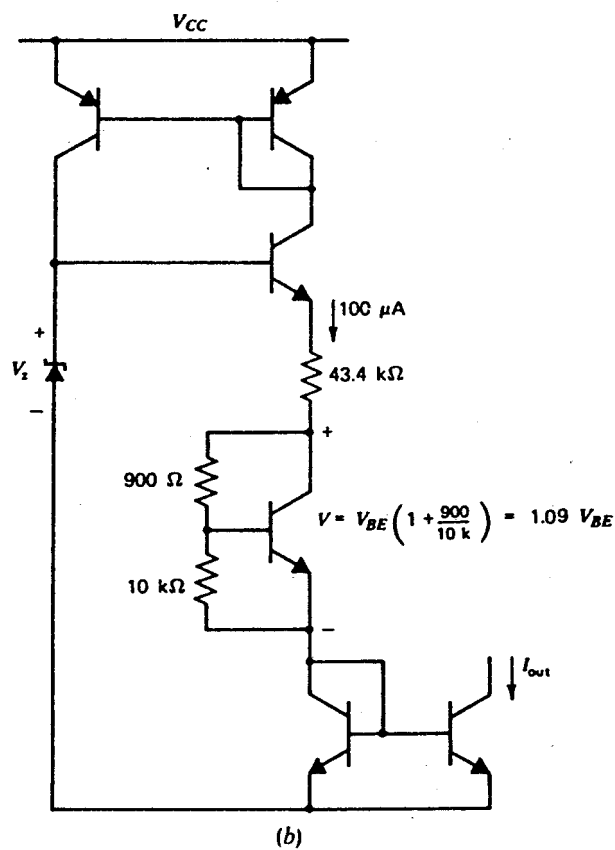 V_CC
100 μA
+
V_z
−
43.4 kΩ
+
900 Ω
V = V_BE (1 + 900/10 k) = 1.09 V_BE
10 kΩ
−
I_out
(b)